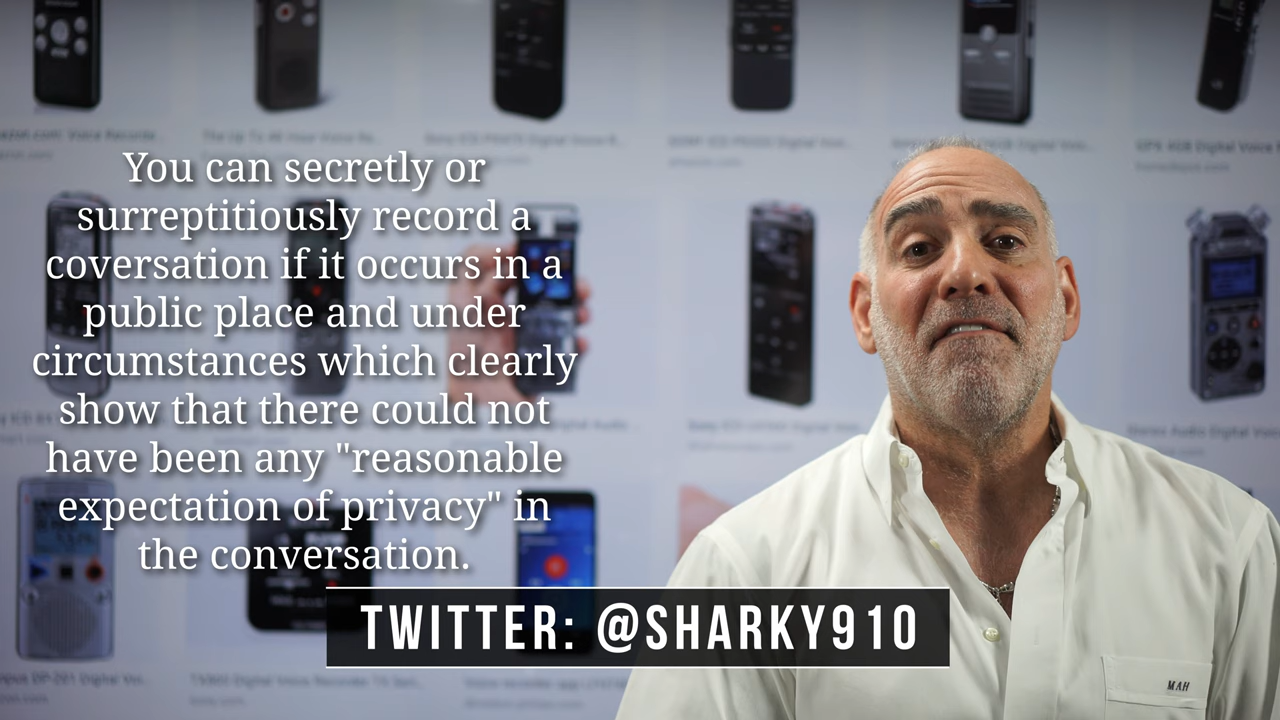 You can secretly or
surreptitiously record a
coversation if it occurs in a
public place and under
circumstances which clearly
show that there could not
have been any "reasonable
expectation of privacy" in
the conversation.
TWITTER: @SHARKY910
MAH